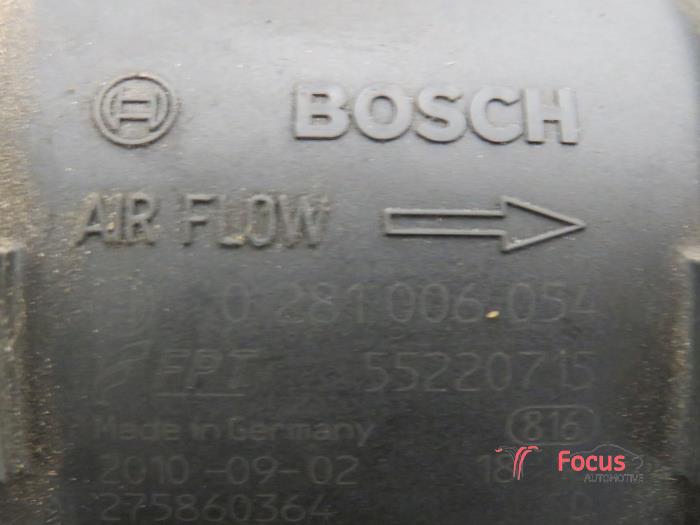 BOSCH
AIR FLOW
0 281 006 054
FPT 55220715
Made in Germany 816
2010-09-02 18
275860364
Focus
AUTOMOTIVE